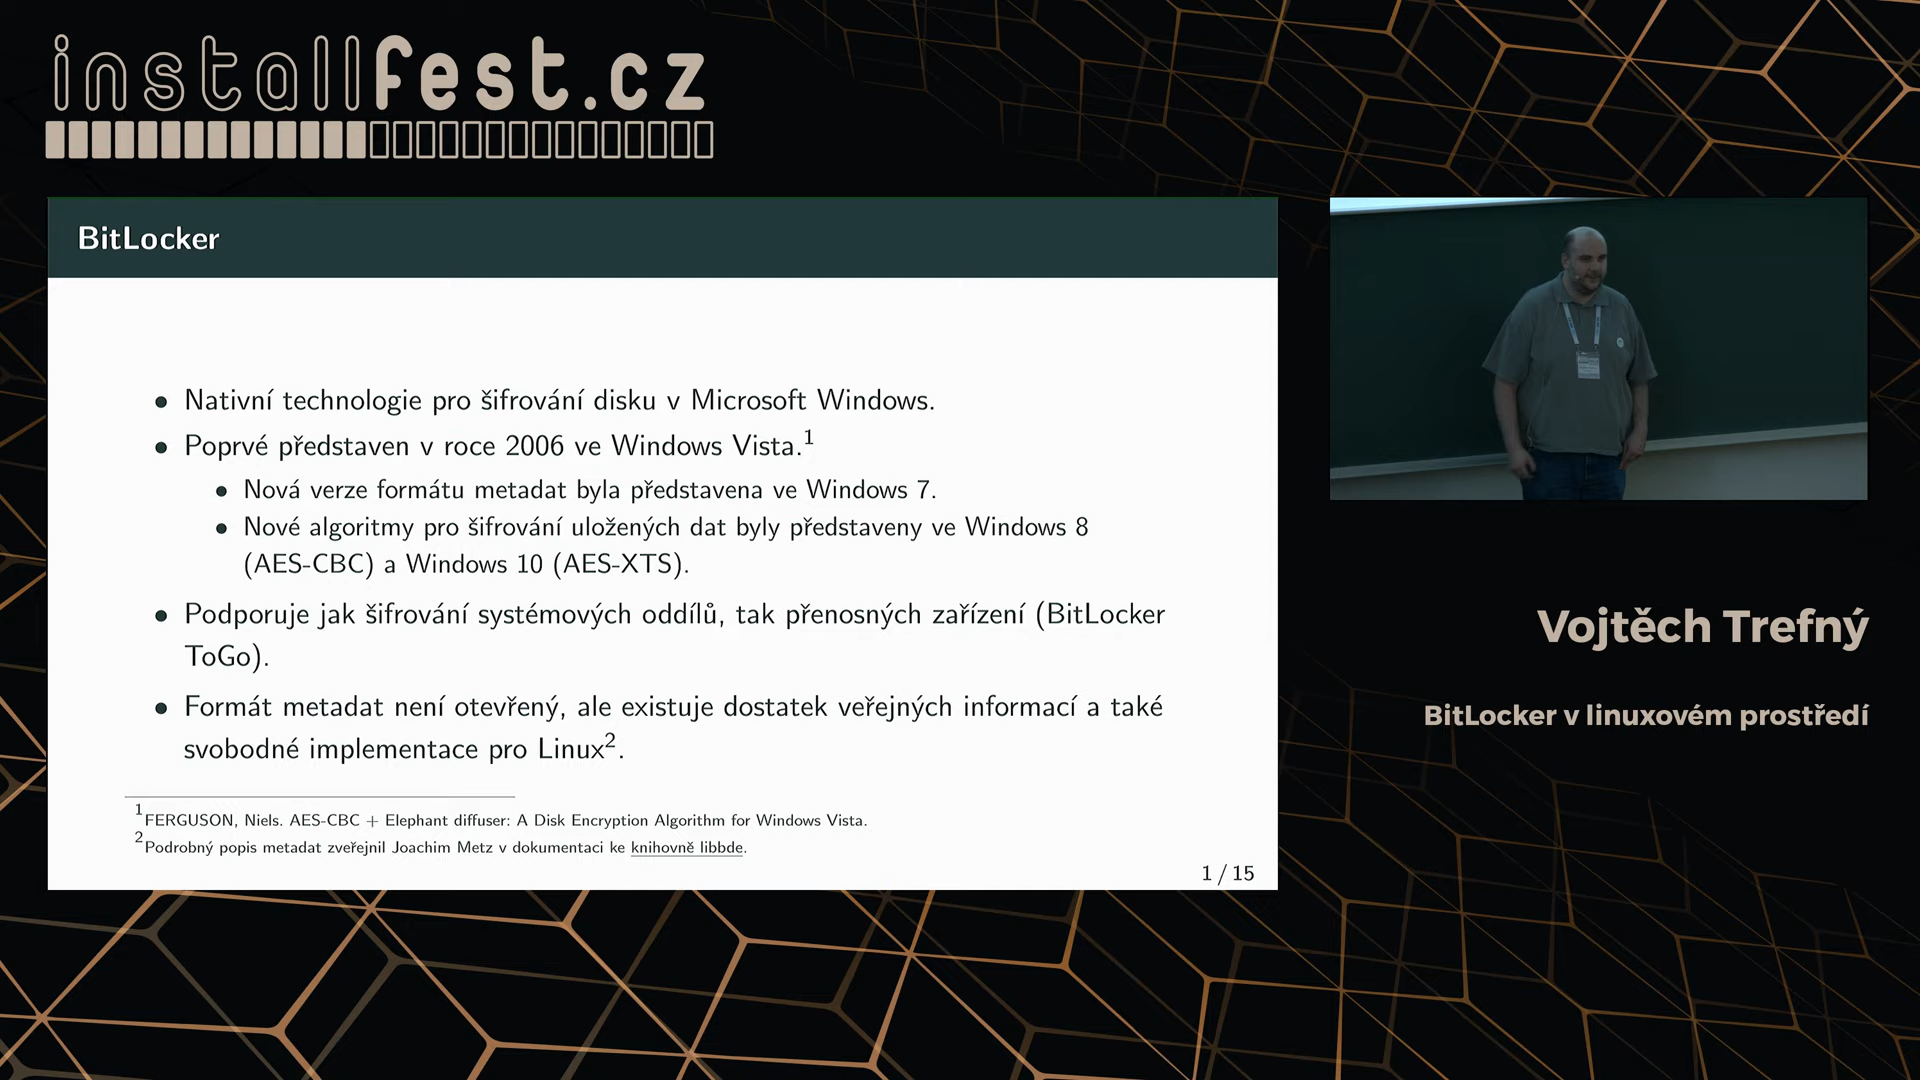 installfest.cz
BitLocker
• Nativní technologie pro šifrování disku v Microsoft Windows.
• Poprvé představen v roce 2006 ve Windows Vista.1
• Nová verze formátu metadat byla představena ve Windows 7.
• Nové algoritmy pro šifrování uložených dat byly představeny ve Windows 8
(AES-CBC) a Windows 10 (AES-XTS).
• Podporuje jak šifrování systémových oddílů, tak přenosných zařízení (BitLocker
ToGo).
• Formát metadat není otevřený, ale existuje dostatek veřejných informací a také
svobodné implementace pro Linux2.
1FERGUSON, Niels. AES-CBC + Elephant diffuser: A Disk Encryption Algorithm for Windows Vista.
2Podrobný popis metadat zveřejnil Joachim Metz v dokumentaci ke knihovně libbde.
1 / 15
Vojtěch Trefný
BitLocker v linuxovém prostředí